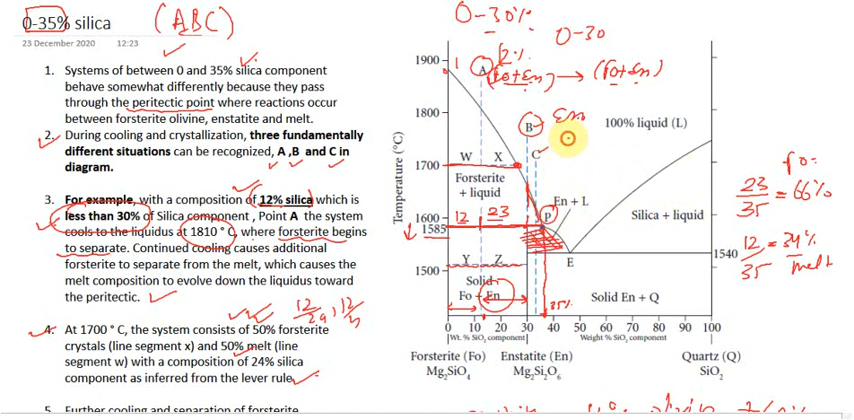 0-35% silica
(ABC)
23 December 2020 12:23
1. Systems of between 0 and 35% silica component
behave somewhat differently because they pass
through the peritectic point where reactions occur
between forsterite olivine, enstatite and melt.
2. During cooling and crystallization, three fundamentally
different situations can be recognized, A ,B and C in
diagram.
3. For example, with a composition of 12% silica which is
less than 30% of Silica component , Point A the system
cools to the liquidus at 1810 ° C, where forsterite begins
to separate. Continued cooling causes additional
forsterite to separate from the melt, which causes the
melt composition to evolve down the liquidus toward
the peritectic.
4. At 1700 ° C, the system consists of 50% forsterite
crystals (line segment x) and 50% melt (line
segment w) with a composition of 24% silica
component as inferred from the lever rule
5. Further cooling and separation of forsterite
0-30%
0-30
12%
(Fo+En) → (Fo+En)
En
1900
1800
1700
1600
1585
1500
Temperature (°C)
A
B
C
100% liquid (L)
W X
Forsterite
+ liquid
12 23
P
En + L
Silica + liquid
1540
Y Z
E
Solid
Fo + En
Solid En + Q
35%
0 10 20 30 40 50 60 70 80 90 100
Wt. % SiO2 component
Weight % SiO2 component
Forsterite (Fo) Enstatite (En) Quartz (Q)
Mg2SiO4 Mg2Si2O6 SiO2
fo:
23/35 = 66%
12/35 = 34%
melt